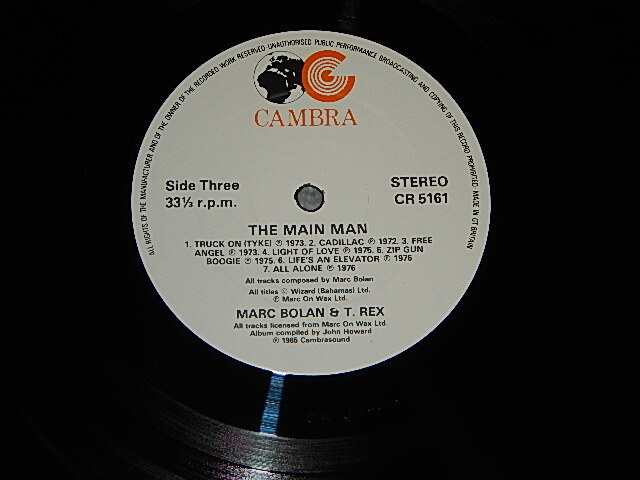 ALL RIGHTS OF THE MANUFACTURER AND OF THE OWNER OF THE RECORDED WORK RESERVED UNAUTHORISED PUBLIC PERFORMANCE BROADCASTING AND COPYING OF THIS RECORD PROHIBITED MADE IN GT BRITAIN
CAMBRA
Side Three
33⅓ r.p.m.
STEREO
CR 5161
THE MAIN MAN
1. TRUCK ON (TYKE) ℗ 1973. 2. CADILLAC ℗ 1972. 3. FREE
ANGEL ℗ 1973. 4. LIGHT OF LOVE ℗ 1975. 5. ZIP GUN
BOOGIE ℗ 1975. 6. LIFE'S AN ELEVATOR ℗ 1976
7. ALL ALONE ℗ 1976
All tracks composed by Marc Bolan
All titles © Wizard (Bahamas) Ltd.
℗ Marc On Wax Ltd.
MARC BOLAN & T. REX
All tracks licensed from Marc On Wax Ltd.
Album compiled by John Howard
℗ 1985 Cambrasound